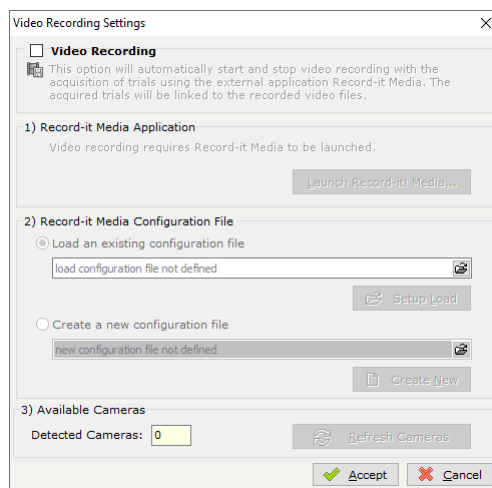 Video Recording Settings
Video Recording
This option will automatically start and stop video recording with the
acquisition of trials using the external application Record-it Media. The
acquired trials will be linked to the recorded video files.
1) Record-it Media Application
Video recording requires Record-it Media to be launched.
Launch Record-it! Media...
2) Record-it Media Configuration File
Load an existing configuration file
load configuration file not defined
Setup Load
Create a new configuration file
new configuration file not defined
Create New
3) Available Cameras
Detected Cameras: 0
Refresh Cameras
Accept Cancel